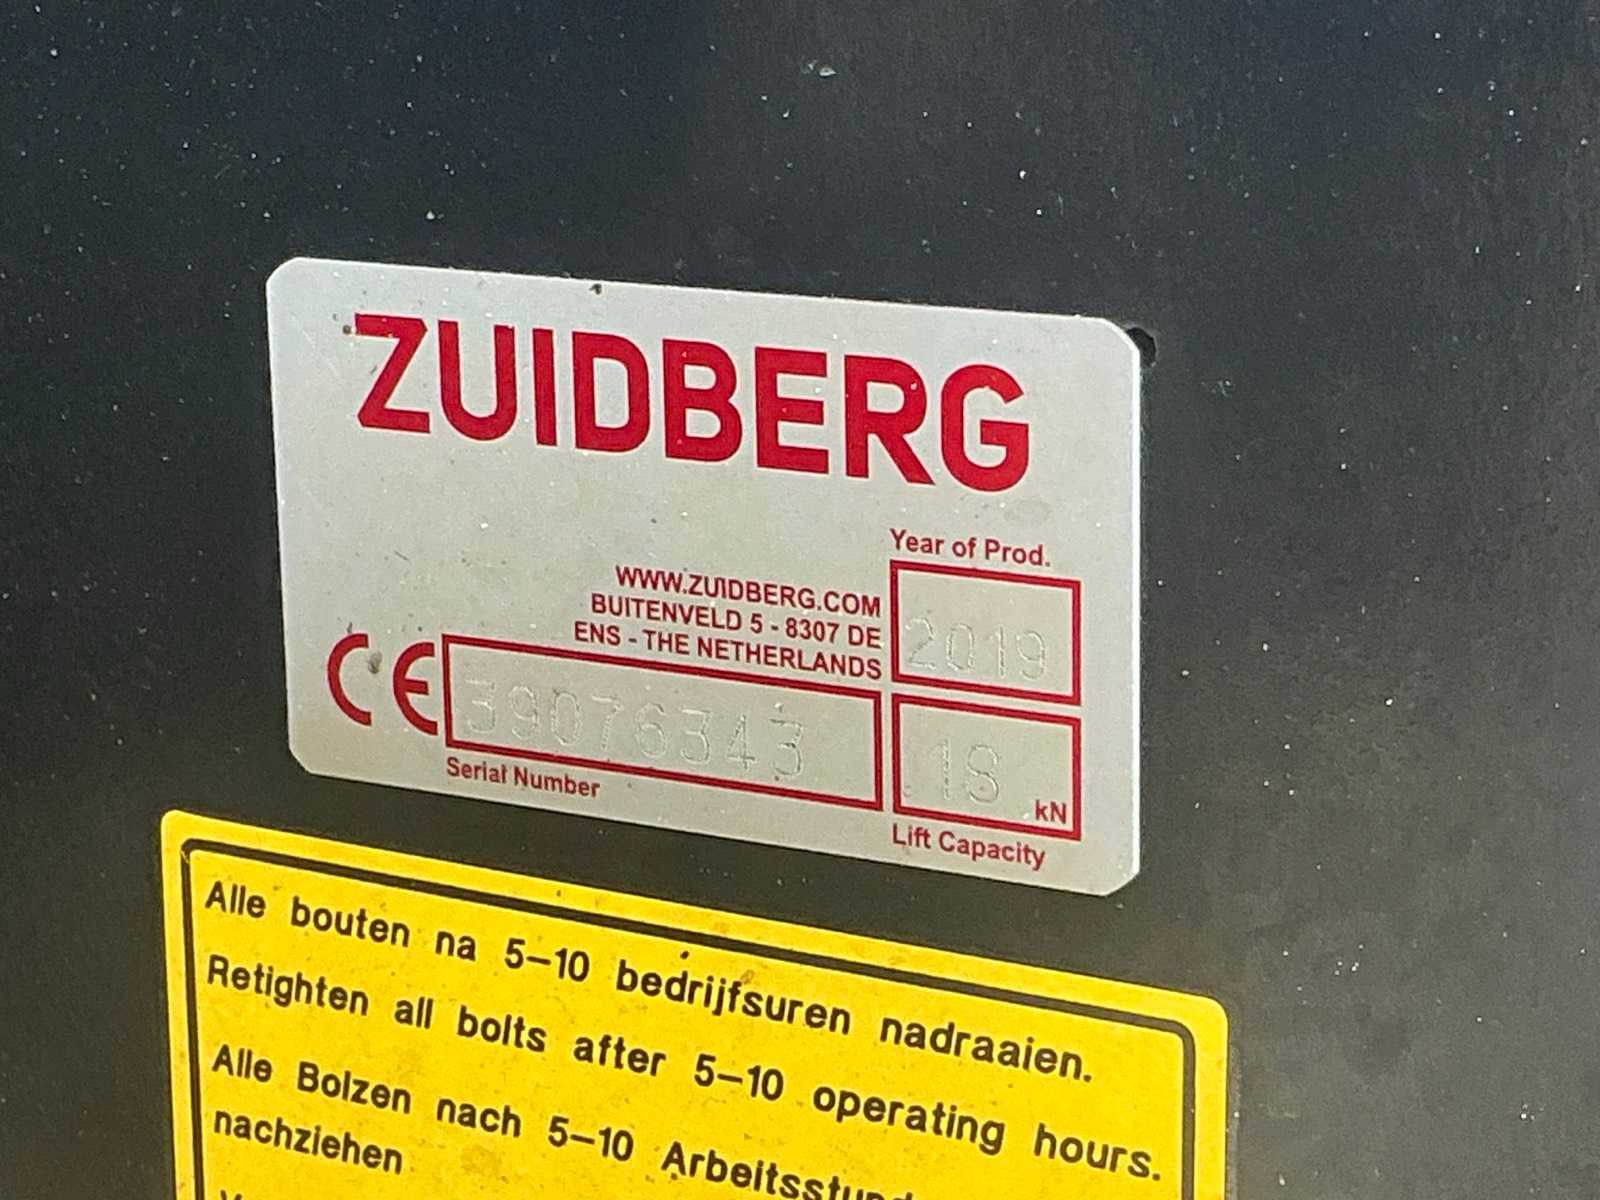 ZUIDBERG
Year of Prod.
WWW.ZUIDBERG.COM
BUITENVELD 5 - 8307 DE
ENS - THE NETHERLANDS
2019
CE
39076343
18 kN
Serial Number
Lift Capacity
Alle bouten na 5-10 bedrijfsuren nadraaien.
Retighten all bolts after 5-10 operating hours.
Alle Bolzen nach 5-10
nachziehen